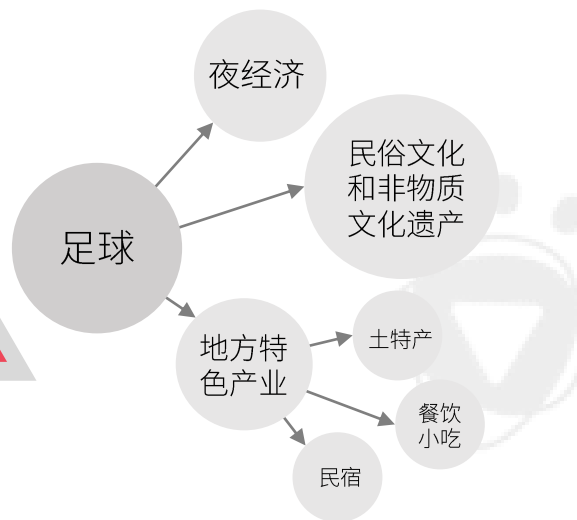 夜经济
民俗文化
和非物质
文化遗产
足球
地方特
色产业
土特产
餐饮
小吃
民宿